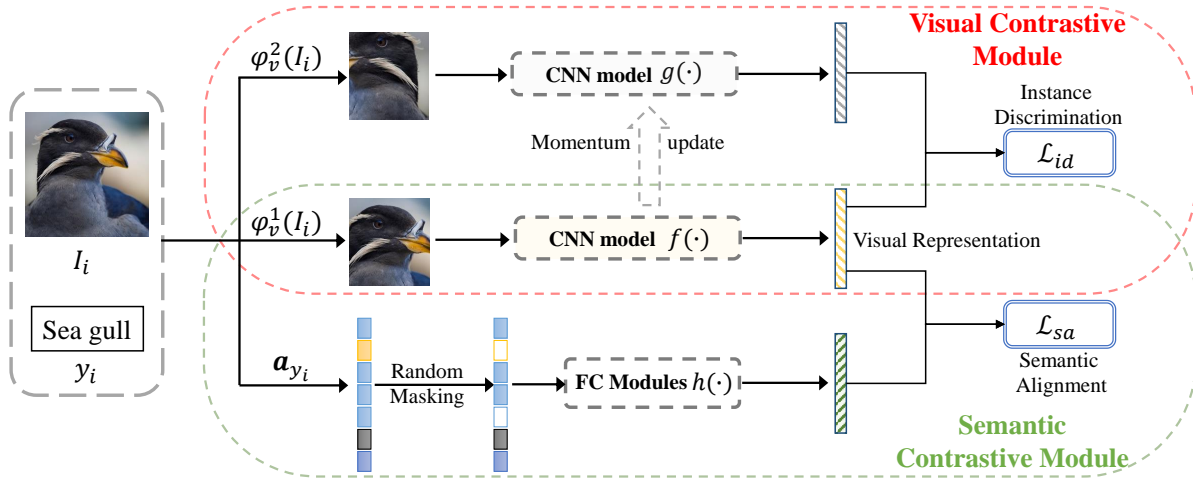 Visual Contrastive
Module
φ_v^2(I_i)
CNN model g(·)
Instance
Discrimination
ℒ_id
Momentum update
φ_v^1(I_i)
CNN model f(·)
Visual Representation
I_i
Sea gull
y_i
a_{y_i}
Random
Masking
FC Modules h(·)
ℒ_sa
Semantic
Alignment
Semantic
Contrastive Module